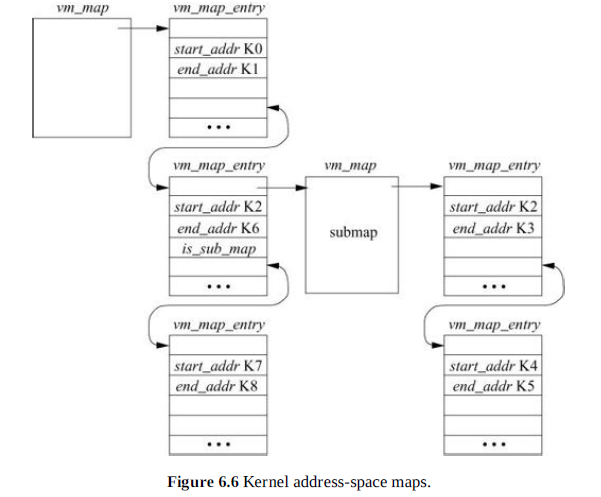 vm_map
vm_map_entry
start_addr K0
end_addr K1
•••
vm_map_entry
vm_map
vm_map_entry
start_addr K2
end_addr K6
is_sub_map
•••
submap
start_addr K2
end_addr K3
•••
vm_map_entry
vm_map_entry
start_addr K7
end_addr K8
•••
start_addr K4
end_addr K5
•••
Figure 6.6 Kernel address-space maps.